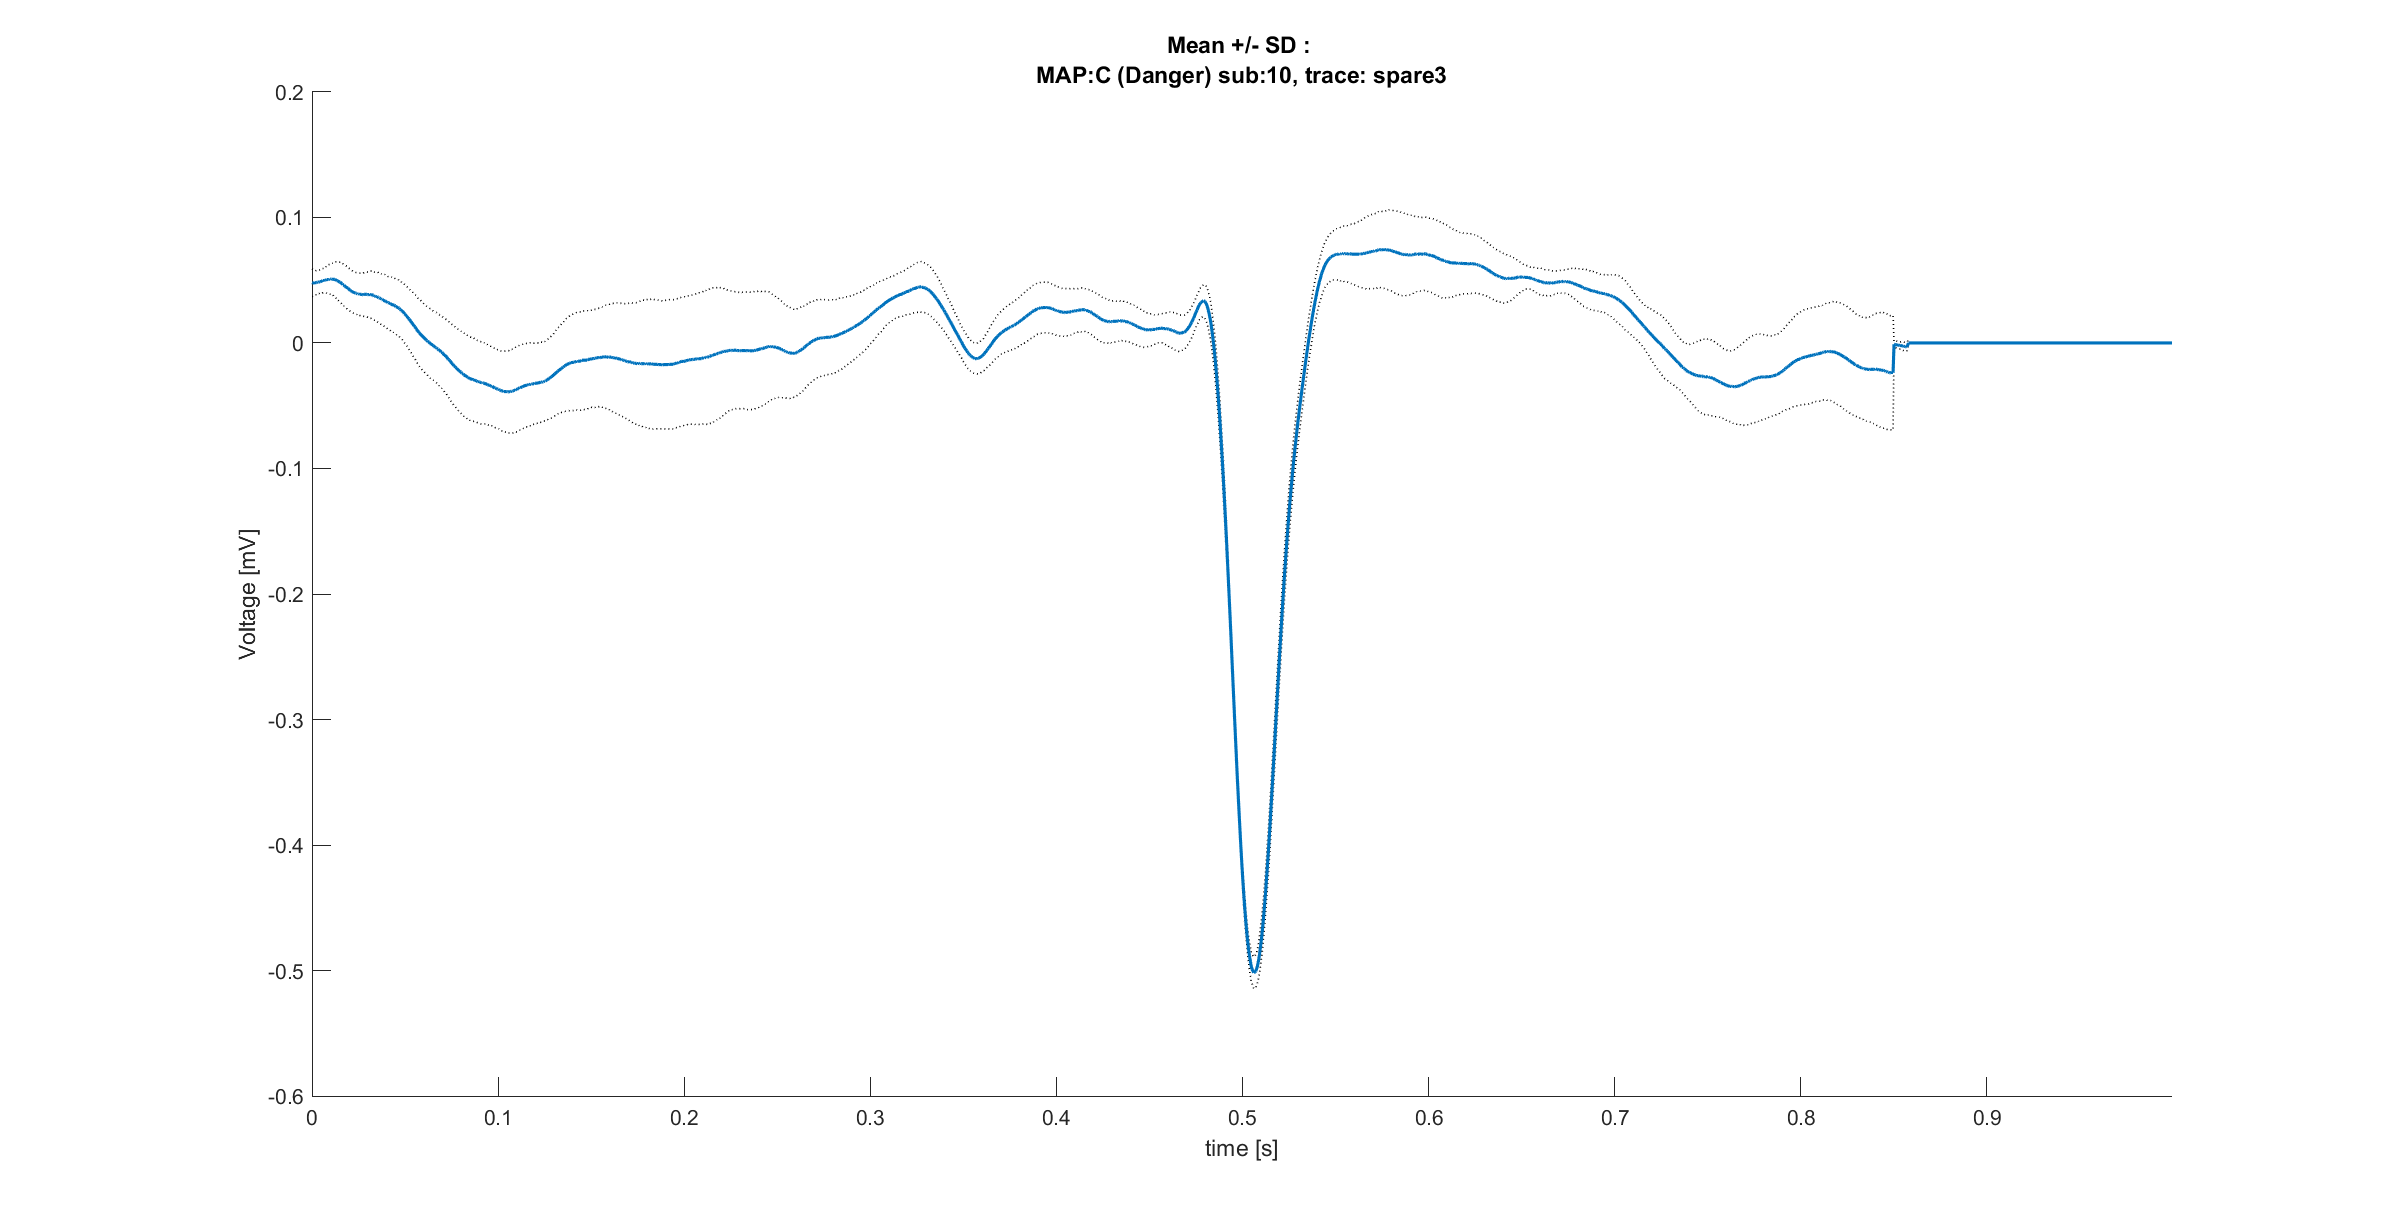 Mean +/- SD :
MAP:C (Danger) sub:10, trace: spare3
0.2
0.1
0
-0.1
-0.2
-0.3
-0.4
-0.5
-0.6
Voltage [mV]
0 0.1 0.2 0.3 0.4 0.5 0.6 0.7 0.8 0.9
time [s]